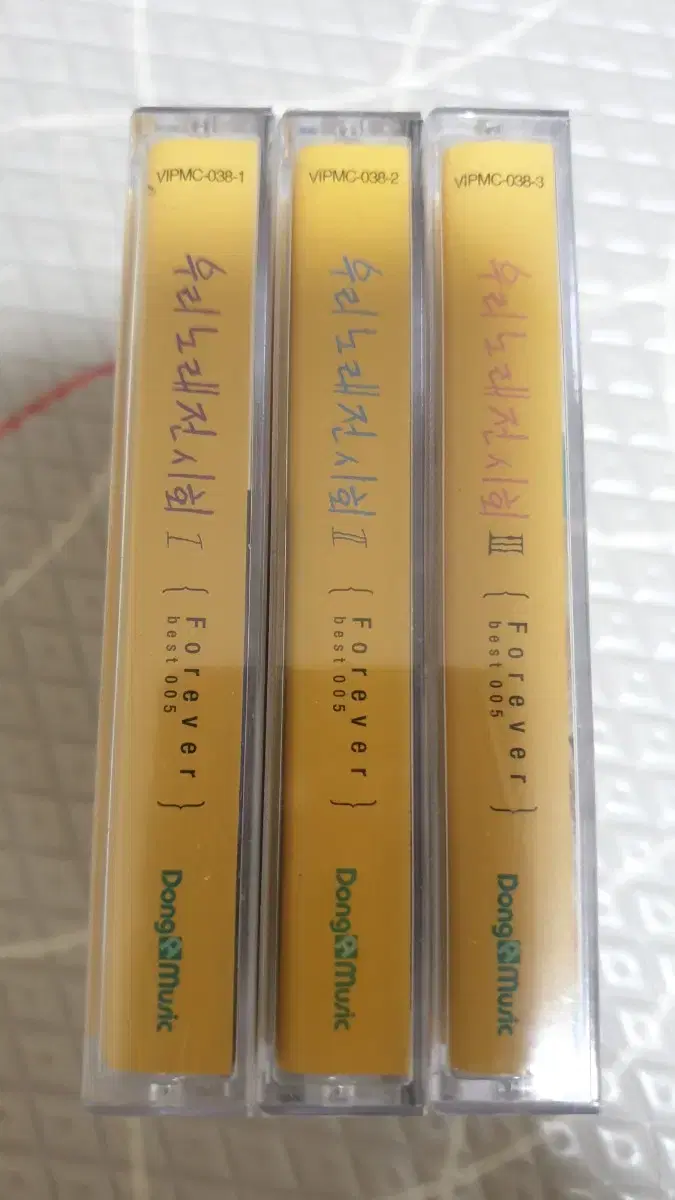 VIPMC-038-1
우리노래전시회 I
{ Forever }
best 005
Dong Music
VIPMC-038-2
우리노래전시회 II
{ Forever }
best 005
Dong Music
VIPMC-038-3
우리노래전시회 III
{ Forever }
best 005
Dong Music